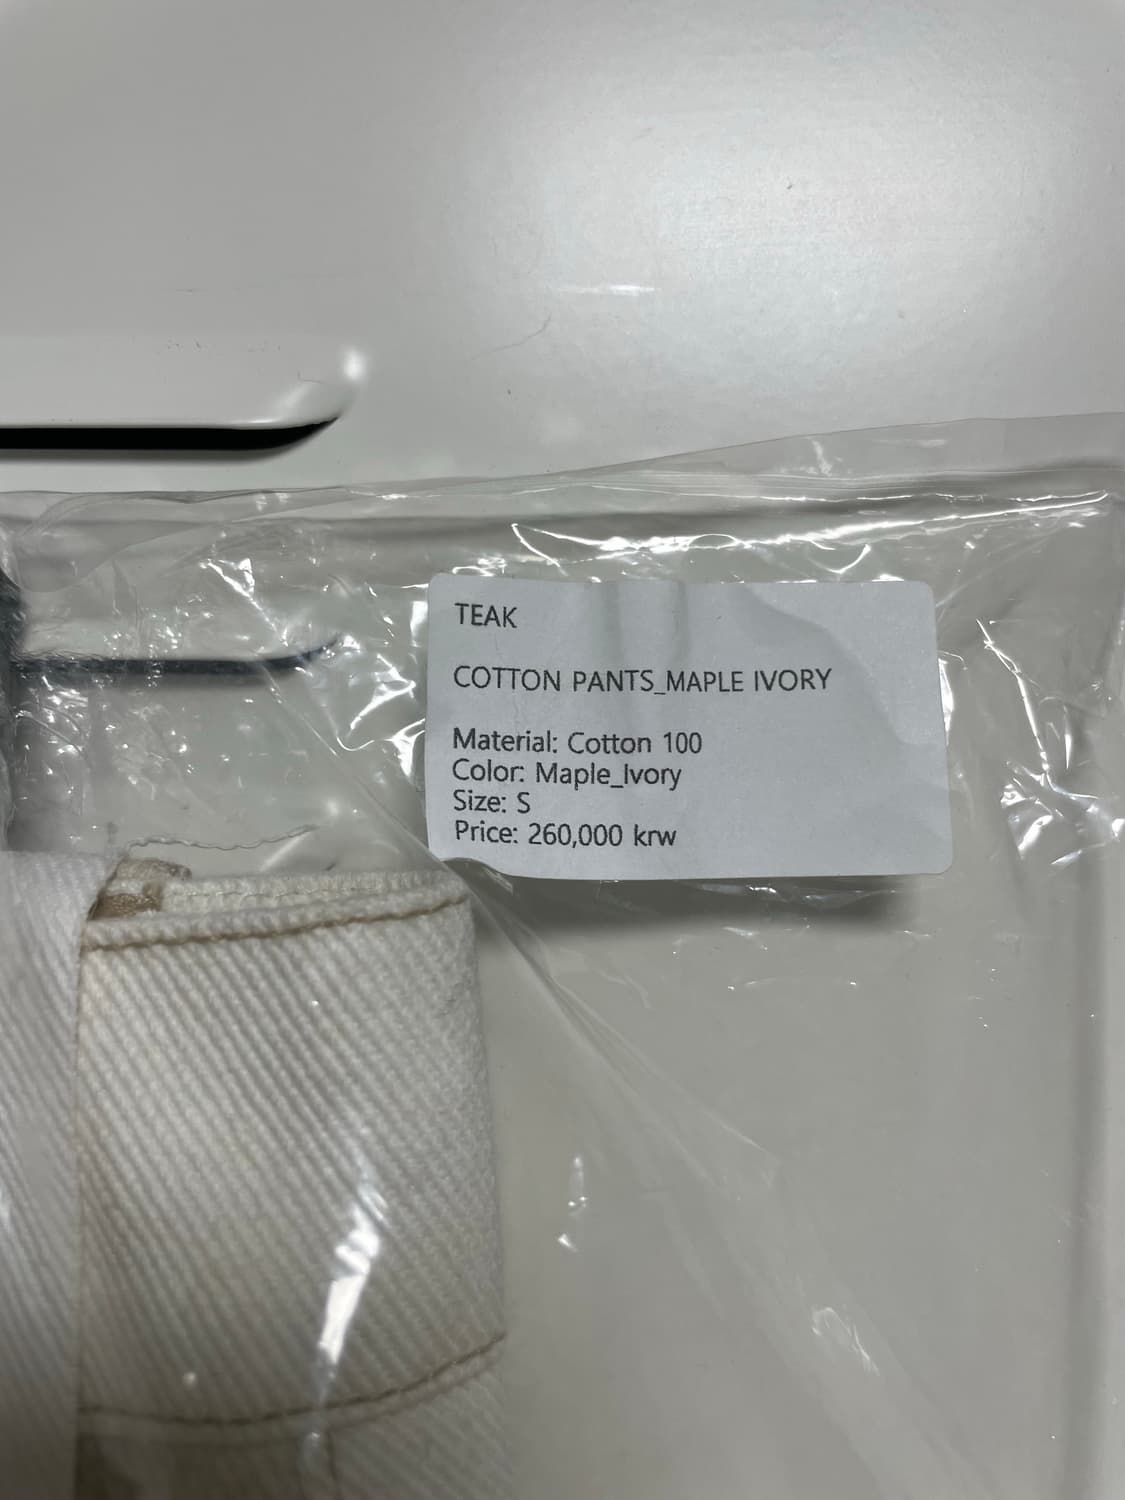 TEAK
COTTON PANTS_MAPLE IVORY
Material: Cotton 100
Color: Maple_Ivory
Size: S
Price: 260,000 krw